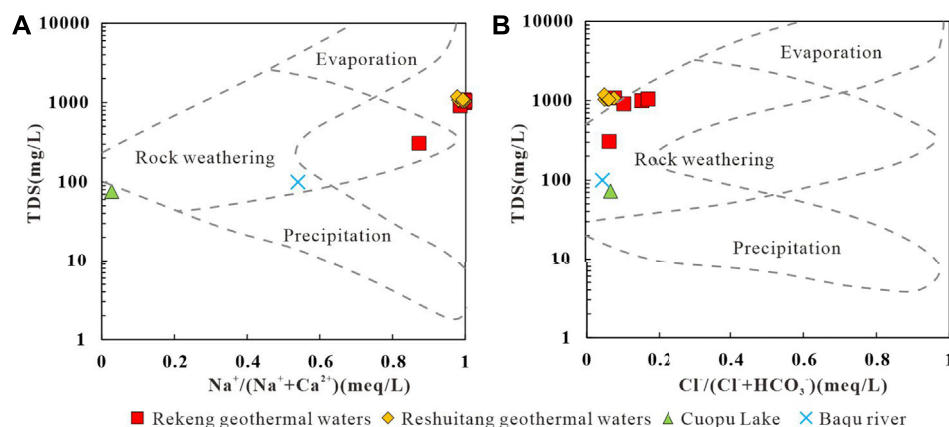 A
10000
1000
100
10
1
TDS(mg/L)
Evaporation
Rock weathering
Precipitation
0 0.2 0.4 0.6 0.8 1
Na⁺/(Na⁺+Ca²⁺)(meq/L)
B
10000
1000
100
10
1
TDS(mg/L)
Evaporation
Rock weathering
Precipitation
0 0.2 0.4 0.6 0.8 1
Cl⁻/(Cl⁻+HCO₃⁻)(meq/L)
Rekeng geothermal waters Reshuitang geothermal waters Cuopu Lake Baqu river